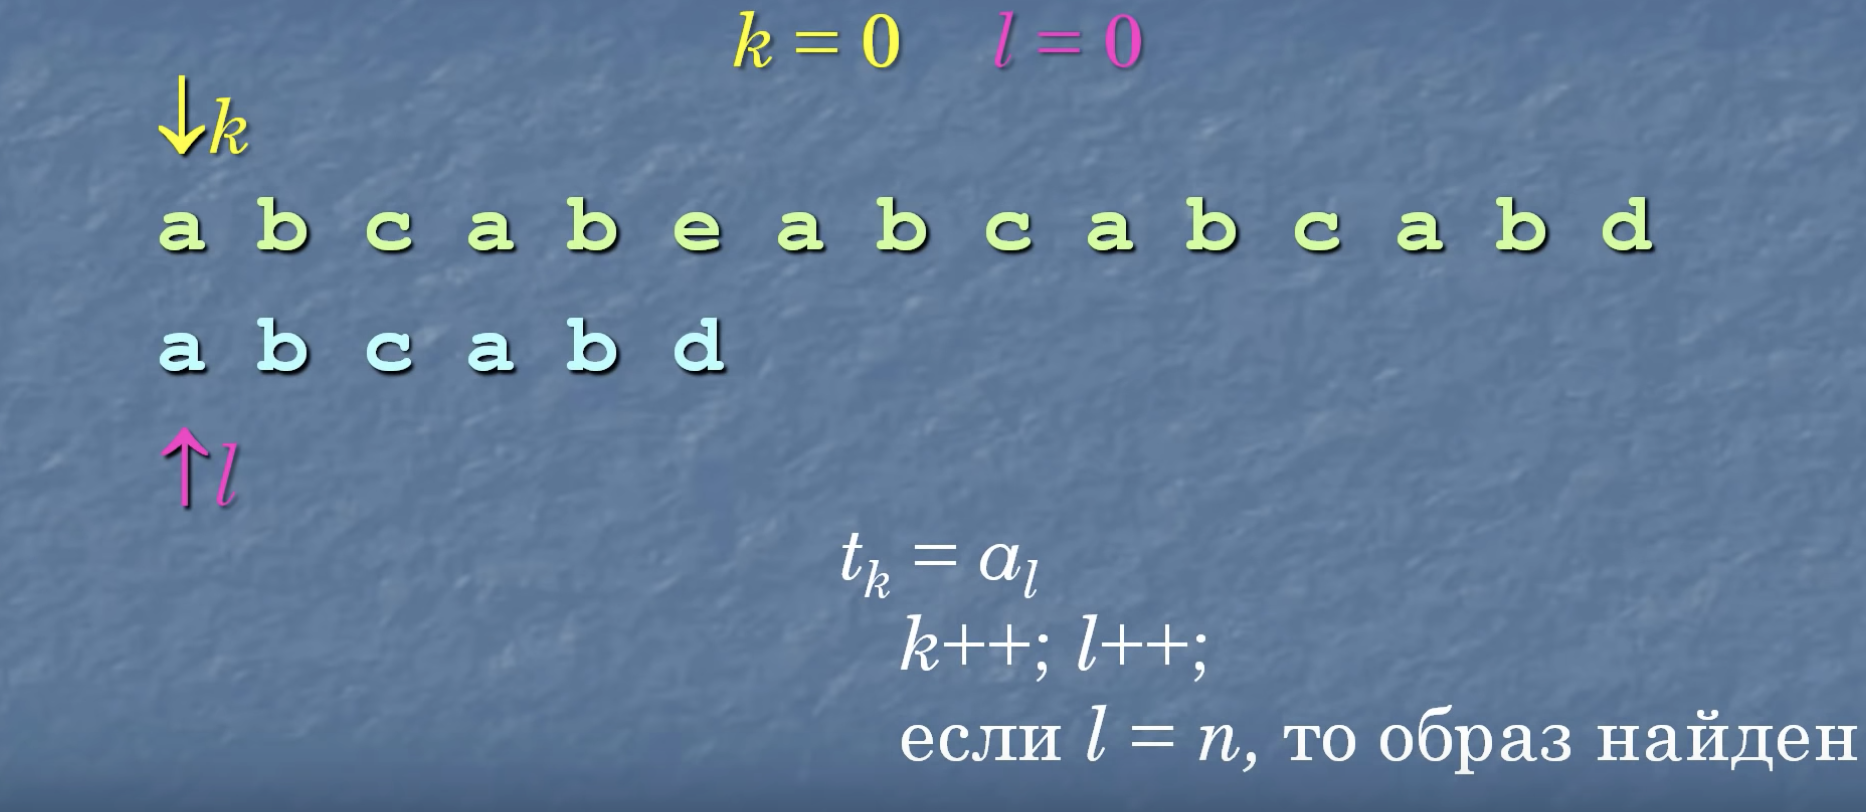 k = 0 l = 0
↓k
a b c a b e a b c a b c a b d
a b c a b d
↑l
t_k = a_l
k++; l++;
если l = n, то образ найден